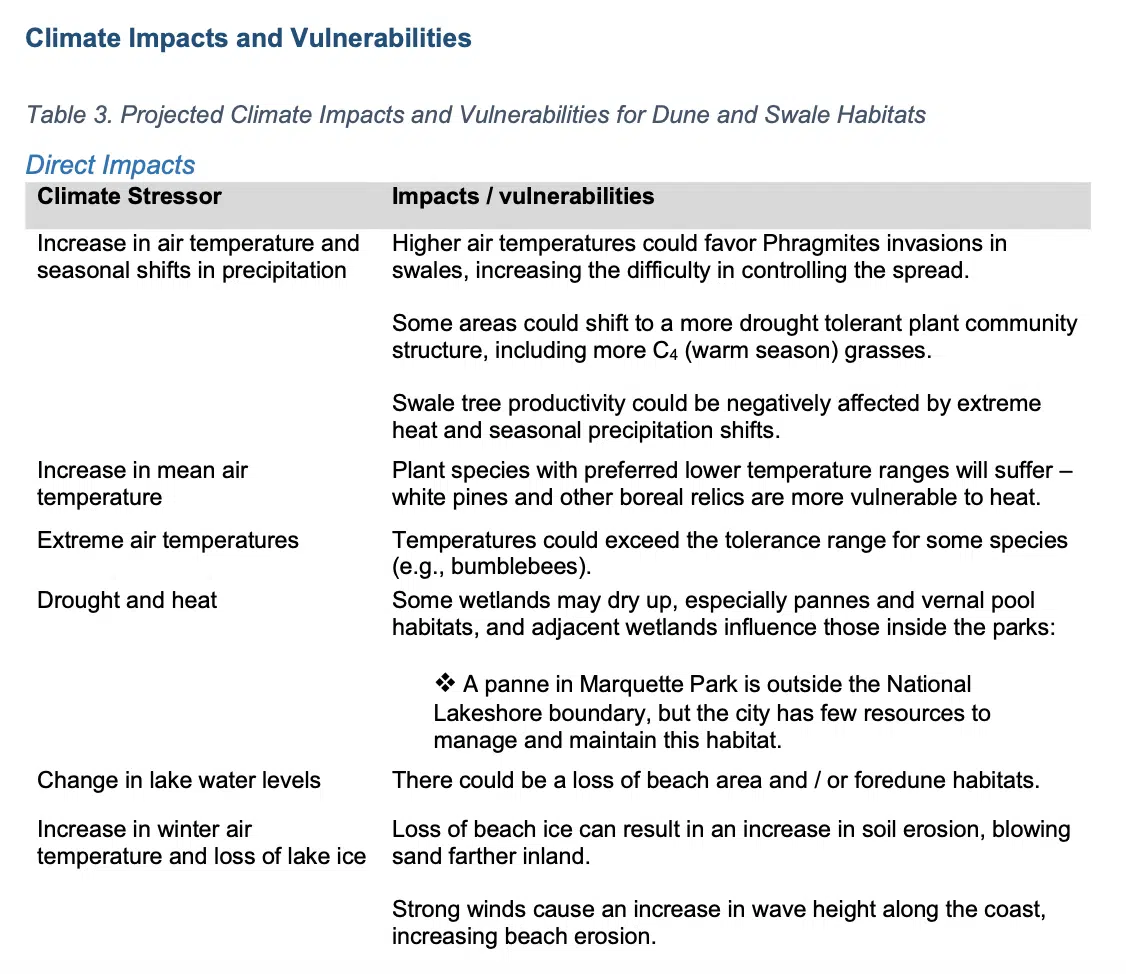 Climate Impacts and Vulnerabilities
Table 3. Projected Climate Impacts and Vulnerabilities for Dune and Swale Habitats
Direct Impacts
Climate Stressor
Impacts / vulnerabilities
Increase in air temperature and
seasonal shifts in precipitation
Higher air temperatures could favor Phragmites invasions in
swales, increasing the difficulty in controlling the spread.
Some areas could shift to a more drought tolerant plant community
structure, including more C₄ (warm season) grasses.
Swale tree productivity could be negatively affected by extreme
heat and seasonal precipitation shifts.
Increase in mean air
temperature
Plant species with preferred lower temperature ranges will suffer –
white pines and other boreal relics are more vulnerable to heat.
Extreme air temperatures
Temperatures could exceed the tolerance range for some species
(e.g., bumblebees).
Drought and heat
Some wetlands may dry up, especially pannes and vernal pool
habitats, and adjacent wetlands influence those inside the parks:
❖ A panne in Marquette Park is outside the National
Lakeshore boundary, but the city has few resources to
manage and maintain this habitat.
Change in lake water levels
There could be a loss of beach area and / or foredune habitats.
Increase in winter air
temperature and loss of lake ice
Loss of beach ice can result in an increase in soil erosion, blowing
sand farther inland.
Strong winds cause an increase in wave height along the coast,
increasing beach erosion.